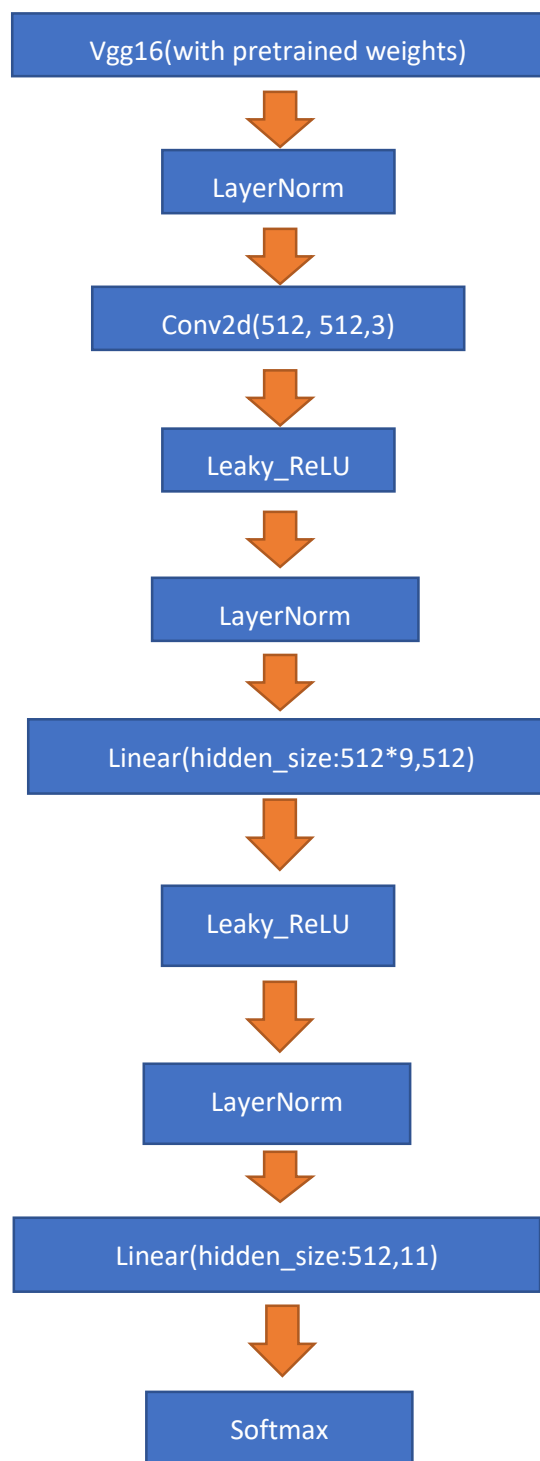 Vgg16(with pretrained weights)
LayerNorm
Conv2d(512, 512,3)
Leaky_ReLU
LayerNorm
Linear(hidden_size:512*9,512)
Leaky_ReLU
LayerNorm
Linear(hidden_size:512,11)
Softmax